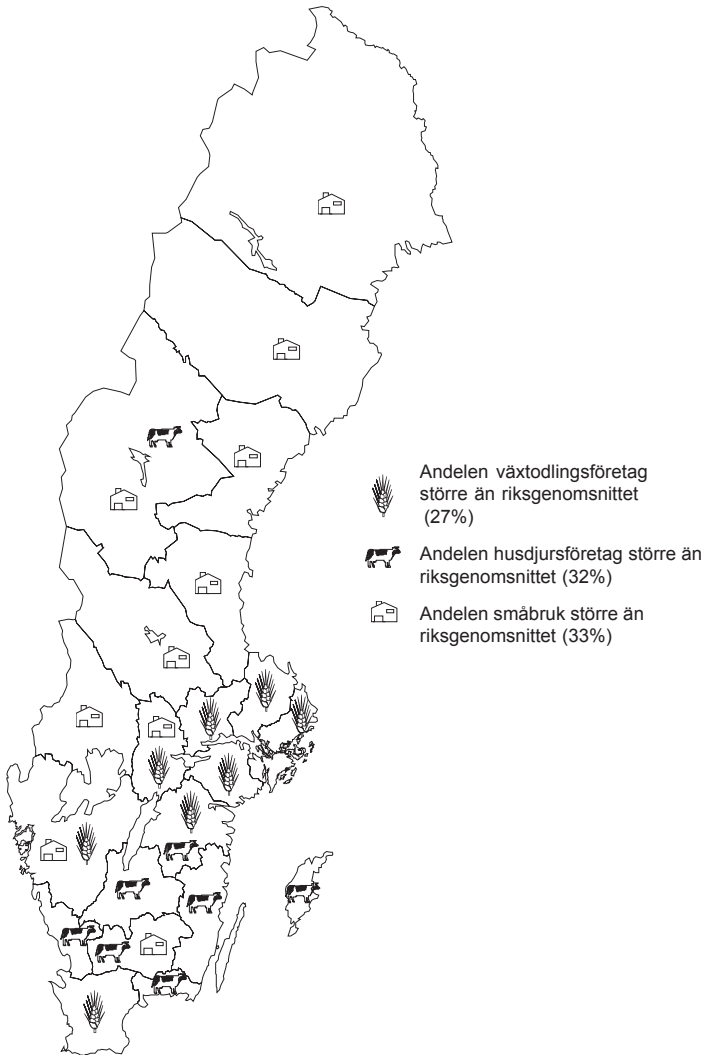 Andelen växtodlingsföretag
större än riksgenomsnittet
(27%)
Andelen husdjursföretag större än
riksgenomsnittet (32%)
Andelen småbruk större än
riksgenomsnittet (33%)